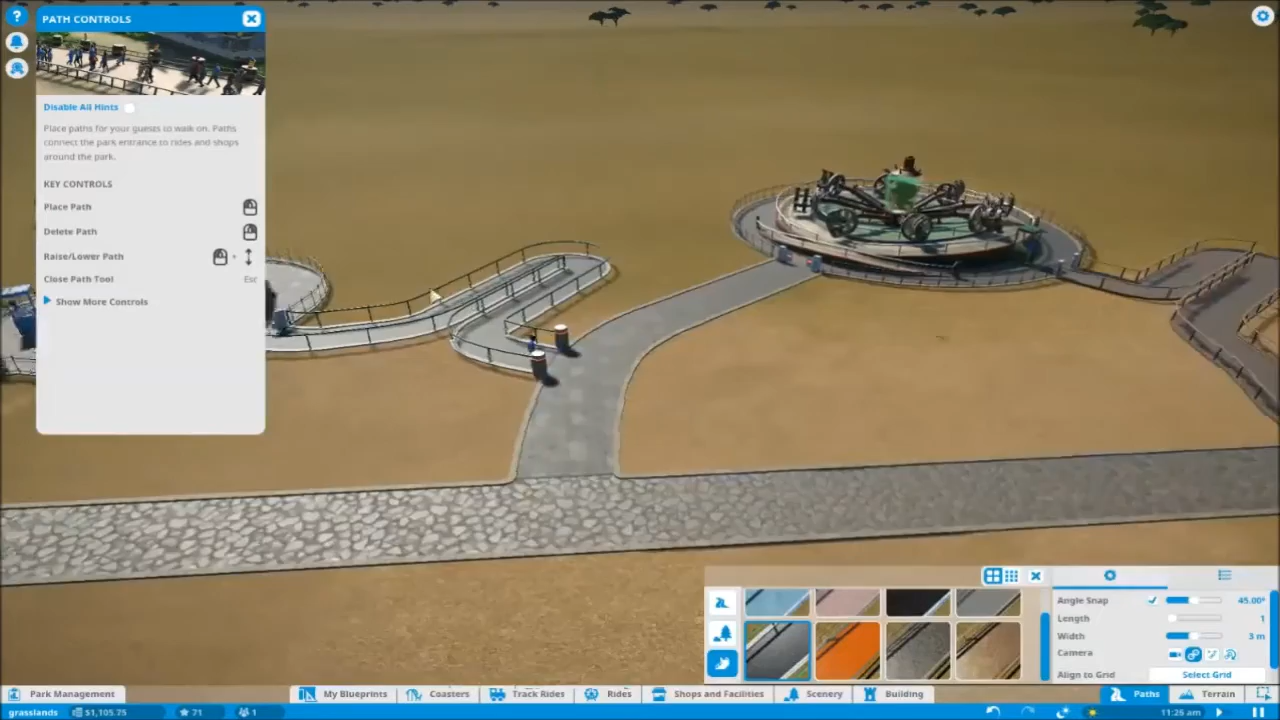 PATH CONTROLS
Disable All Hints
Place paths for your guests to walk on. Paths
connect the park entrance to rides and shops
around the park.
KEY CONTROLS
Place Path
Delete Path
Raise/Lower Path
Close Path Tool Esc
Show More Controls
Angle Snap 45.00°
Length 1
Width 3 m
Camera
Align to Grid Select Grid
Park Management My Blueprints Coasters Track Rides Rides Shops and Facilities Scenery Building Paths Terrain
grasslands $1,105.75 71 1 11:26 am